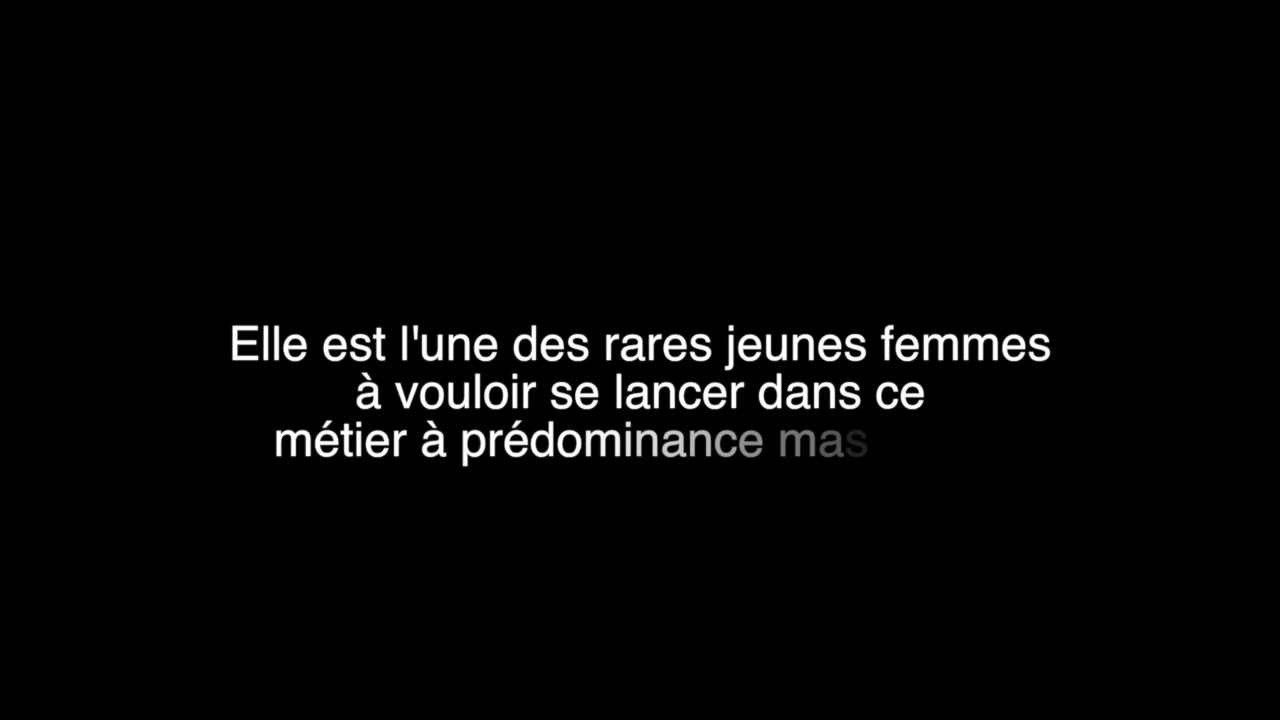 Elle est l'une des rares jeunes femmes
à vouloir se lancer dans ce
métier à prédominance mas